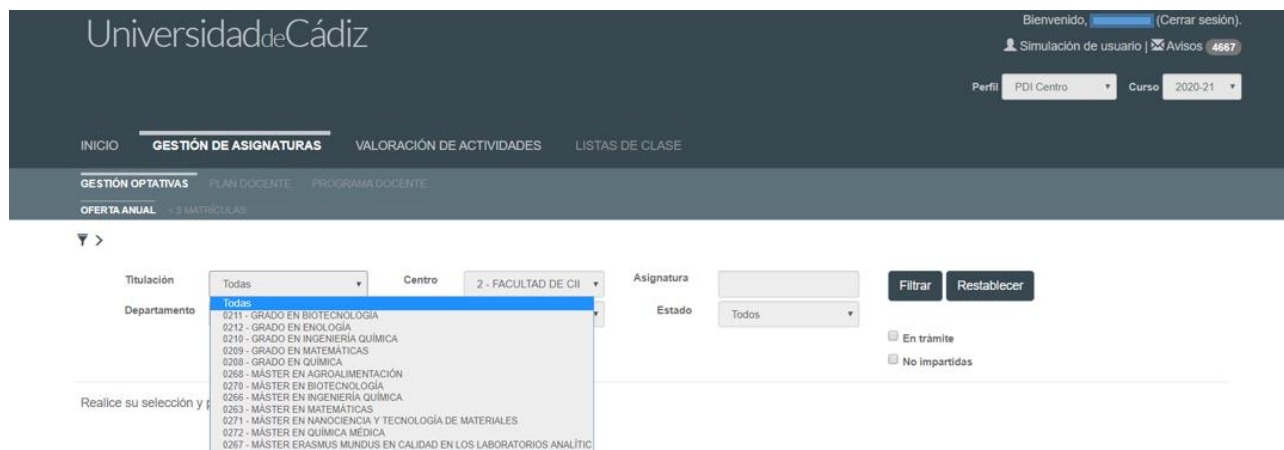 UniversidaddeCádiz
Bienvenido, (Cerrar sesión).
Simulación de usuario | Avisos 4667
Perfil PDI Centro Curso 2020-21
INICIO GESTIÓN DE ASIGNATURAS VALORACIÓN DE ACTIVIDADES LISTAS DE CLASE
GESTIÓN OPTATIVAS PLAN DOCENTE PROGRAMA DOCENTE
OFERTA ANUAL < 5 MATRÍCULAS
Titulación Todas Centro 2 - FACULTAD DE CII Asignatura Filtrar Restablecer
Departamento Estado Todos
Todas
0211 - GRADO EN BIOTECNOLOGÍA
0212 - GRADO EN ENOLOGÍA
0210 - GRADO EN INGENIERÍA QUÍMICA
0209 - GRADO EN MATEMÁTICAS
0208 - GRADO EN QUÍMICA
0268 - MÁSTER EN AGROALIMENTACIÓN
0270 - MÁSTER EN BIOTECNOLOGÍA
0266 - MÁSTER EN INGENIERÍA QUÍMICA
0263 - MÁSTER EN MATEMÁTICAS
0271 - MÁSTER EN NANOCIENCIA Y TECNOLOGÍA DE MATERIALES
0272 - MÁSTER EN QUÍMICA MÉDICA
0267 - MÁSTER ERASMUS MUNDUS EN CALIDAD EN LOS LABORATORIOS ANALÍTIC
En trámite
No impartidas
Realice su selección y